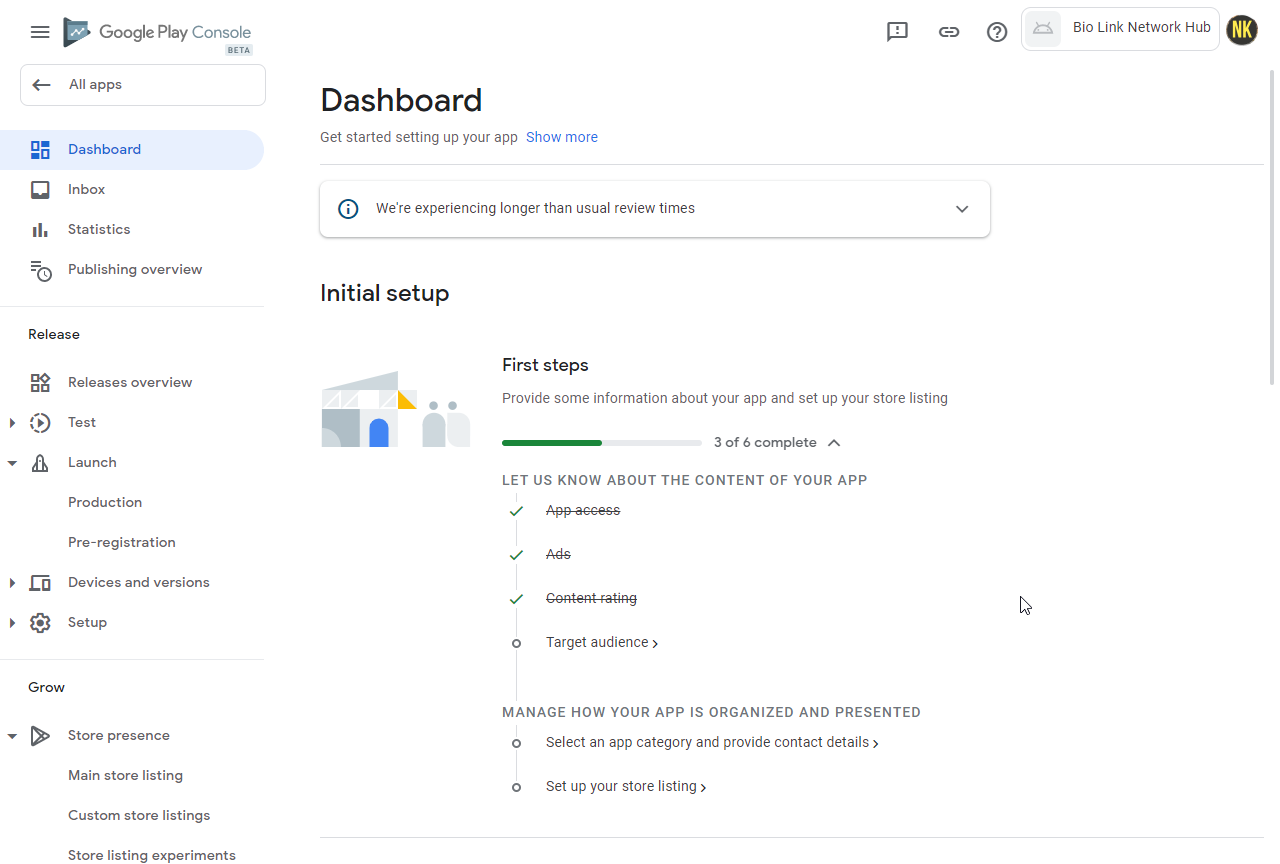 Google Play Console
BETA
Bio Link Network Hub
NK
All apps
Dashboard
Inbox
Statistics
Publishing overview
Release
Releases overview
Test
Launch
Production
Pre-registration
Devices and versions
Setup
Grow
Store presence
Main store listing
Custom store listings
Store listing experiments
Dashboard
Get started setting up your app Show more
We're experiencing longer than usual review times
Initial setup
First steps
Provide some information about your app and set up your store listing
3 of 6 complete
LET US KNOW ABOUT THE CONTENT OF YOUR APP
App access
Ads
Content rating
Target audience
MANAGE HOW YOUR APP IS ORGANIZED AND PRESENTED
Select an app category and provide contact details
Set up your store listing